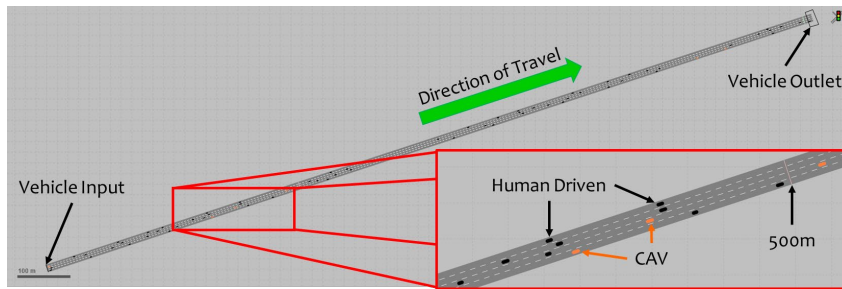 Direction of Travel
Vehicle Outlet
Vehicle Input
100 m
Human Driven
500m
CAV